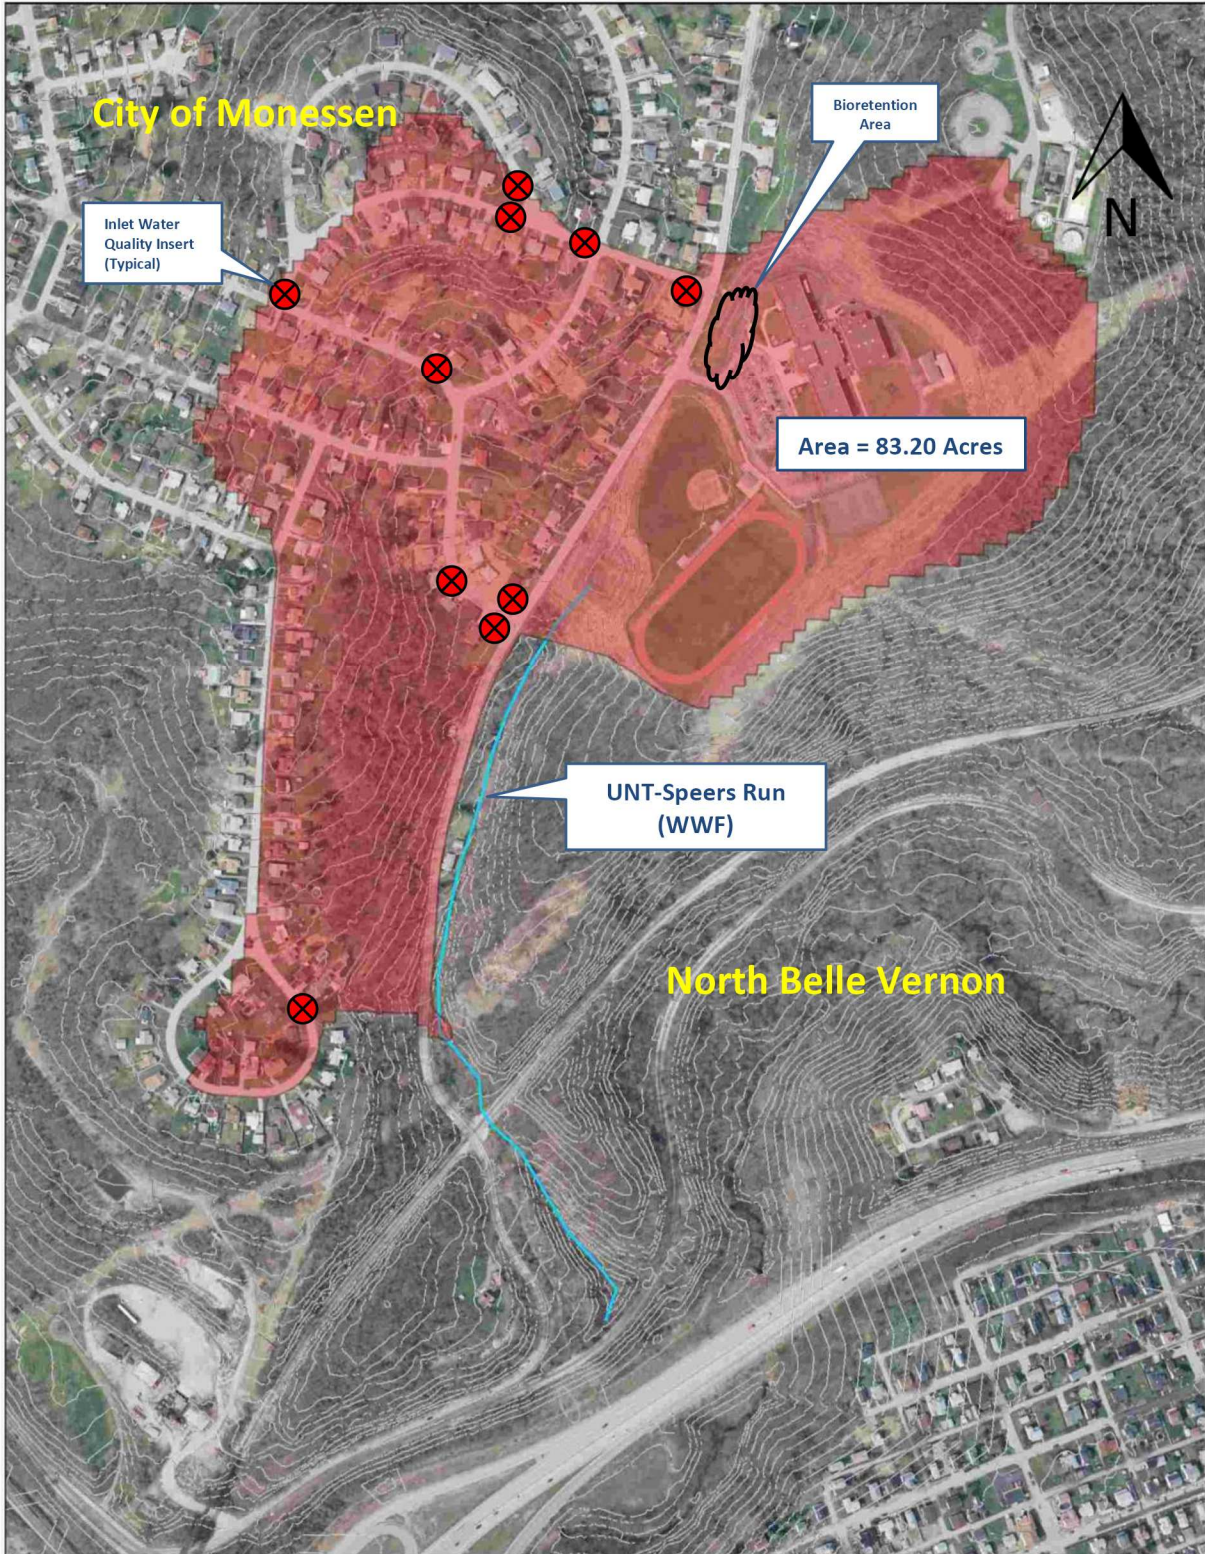 City of Monessen
Bioretention
Area
N
Inlet Water
Quality Insert
(Typical)
Area = 83.20 Acres
UNT-Speers Run
(WWF)
North Belle Vernon